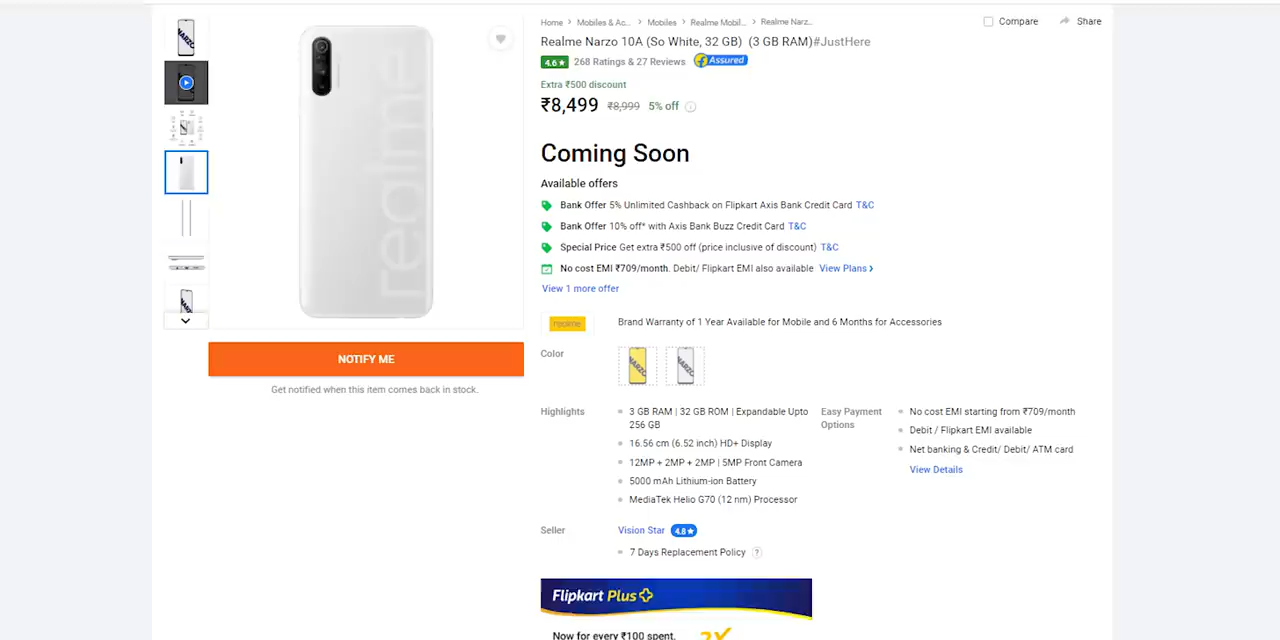 Home > Mobiles & Ac... > Mobiles > Realme Mobil... > Realme Narz...
Compare
Share
Realme Narzo 10A (So White, 32 GB) (3 GB RAM)#JustHere
4.6★ 268 Ratings & 27 Reviews Assured
Extra ₹500 discount
₹8,499 ₹8,999 5% off
Coming Soon
Available offers
Bank Offer 5% Unlimited Cashback on Flipkart Axis Bank Credit Card T&C
Bank Offer 10% off* with Axis Bank Buzz Credit Card T&C
Special Price Get extra ₹500 off (price inclusive of discount) T&C
No cost EMI ₹709/month. Debit/ Flipkart EMI also available View Plans >
View 1 more offer
realme
realme
Brand Warranty of 1 Year Available for Mobile and 6 Months for Accessories
NOTIFY ME
Get notified when this item comes back in stock.
Color
NARZO
NARZO
Highlights
3 GB RAM | 32 GB ROM | Expandable Upto
256 GB
16.56 cm (6.52 inch) HD+ Display
12MP + 2MP + 2MP | 5MP Front Camera
5000 mAh Lithium-ion Battery
MediaTek Helio G70 (12 nm) Processor
Easy Payment
Options
No cost EMI starting from ₹709/month
Debit / Flipkart EMI available
Net banking & Credit/ Debit/ ATM card
View Details
Seller
Vision Star 4.8★
7 Days Replacement Policy ?
Flipkart Plus
Now for every ₹100 spent,